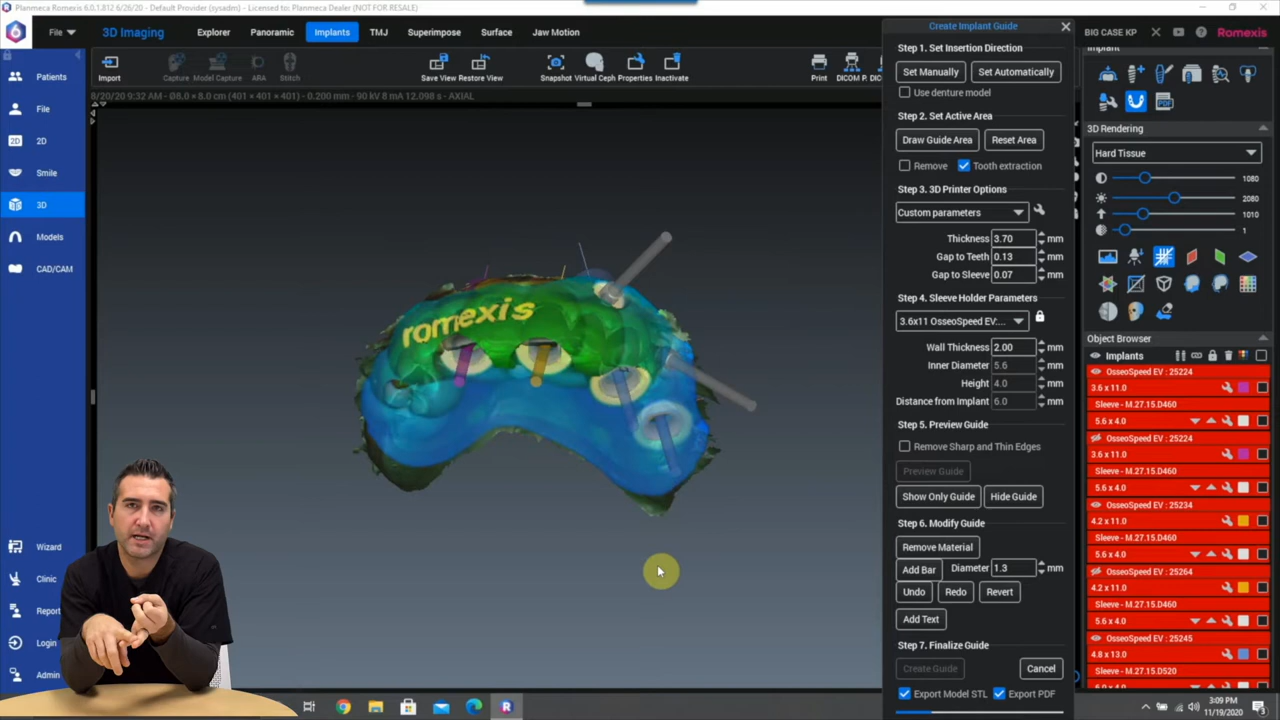 Planmeca Romexis 6.0.1.812 6/26/20 - Default Provider (sysadm) - Licensed to: Planmeca Dealer (NOT FOR RESALE)
File
3D Imaging
Explorer
Panoramic
Implants
TMJ
Superimpose
Surface
Jaw Motion
BIG CASE KP
Romexis
Import
Capture
Model Capture
ARA
Stitch
Save View
Restore View
Snapshot
Virtual Ceph
Properties
Inactivate
Print
DICOM P...
8/20/20 9:32 AM - Ø8.0 x 8.0 cm (401 x 401 x 401) - 0.200 mm - 90 kV 8 mA 12.098 s - AXIAL
Patients
File
2D
Smile
3D
Models
CAD/CAM
Wizard
Clinic
Report
Login
Admin
romexis
Create Implant Guide
Step 1. Set Insertion Direction
Set Manually
Set Automatically
Use denture model
Step 2. Set Active Area
Draw Guide Area
Reset Area
Remove
Tooth extraction
Step 3. 3D Printer Options
Custom parameters
Thickness 3.70 mm
Gap to Teeth 0.13 mm
Gap to Sleeve 0.07 mm
Step 4. Sleeve Holder Parameters
3.6x11 OsseoSpeed EV:...
Wall Thickness 2.00 mm
Inner Diameter 5.6 mm
Height 4.0 mm
Distance from Implant 6.0 mm
Step 5. Preview Guide
Remove Sharp and Thin Edges
Preview Guide
Show Only Guide
Hide Guide
Step 6. Modify Guide
Remove Material
Add Bar
Diameter 1.3 mm
Undo
Redo
Revert
Add Text
Step 7. Finalize Guide
Create Guide
Cancel
Export Model STL
Export PDF
Implant
PDF
3D Rendering
Hard Tissue
1080
2080
1010
1
Object Browser
Implants
OsseoSpeed EV : 25224
3.6 x 11.0
Sleeve - M.27.15.D460
5.6 x 4.0
OsseoSpeed EV : 25224
3.6 x 11.0
Sleeve - M.27.15.D460
5.6 x 4.0
OsseoSpeed EV : 25234
4.2 x 11.0
Sleeve - M.27.15.D460
5.6 x 4.0
OsseoSpeed EV : 25264
4.2 x 11.0
Sleeve - M.27.15.D460
5.6 x 4.0
OsseoSpeed EV : 25245
4.8 x 13.0
Sleeve - M.27.15.D520
3:09 PM
11/19/2020